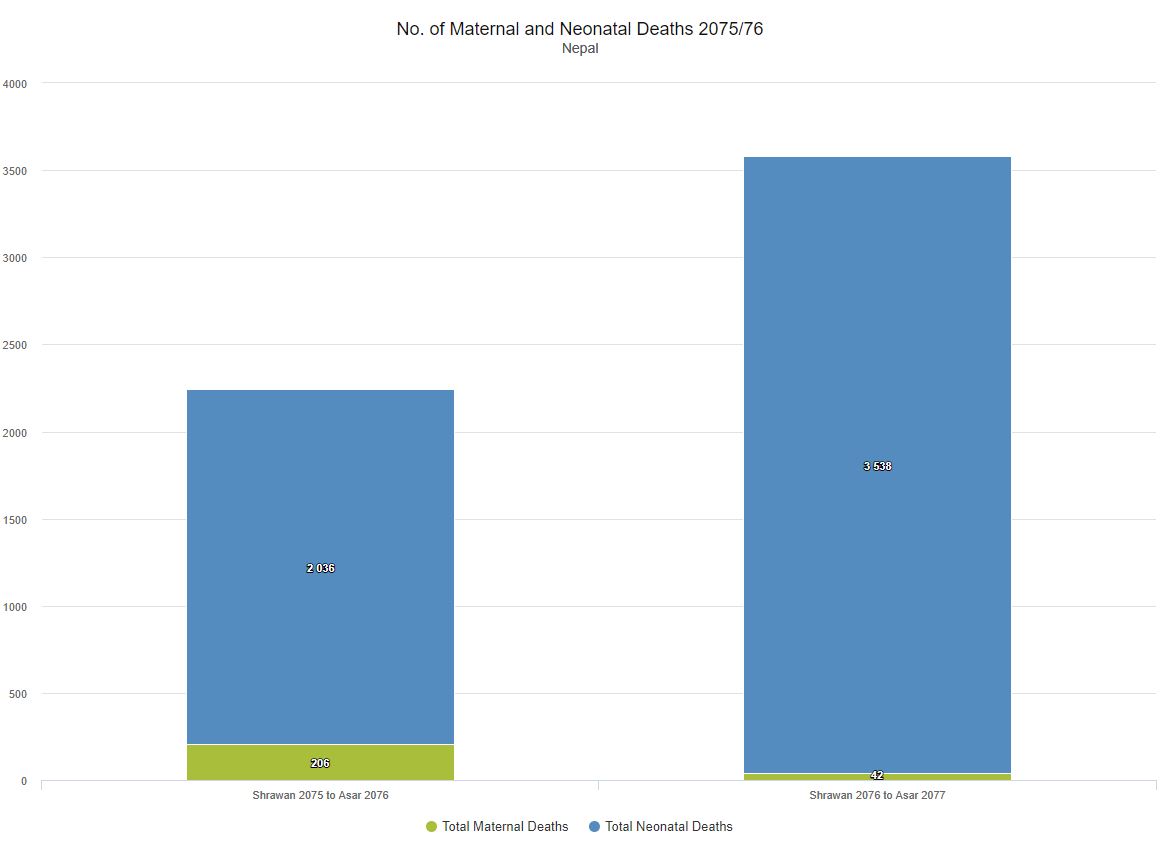 No. of Maternal and Neonatal Deaths 2075/76
Nepal
4000
3500
3000
2500
2000
1500
1000
500
0
2 036
206
3 538
42
Shrawan 2075 to Asar 2076
Shrawan 2076 to Asar 2077
Total Maternal Deaths
Total Neonatal Deaths